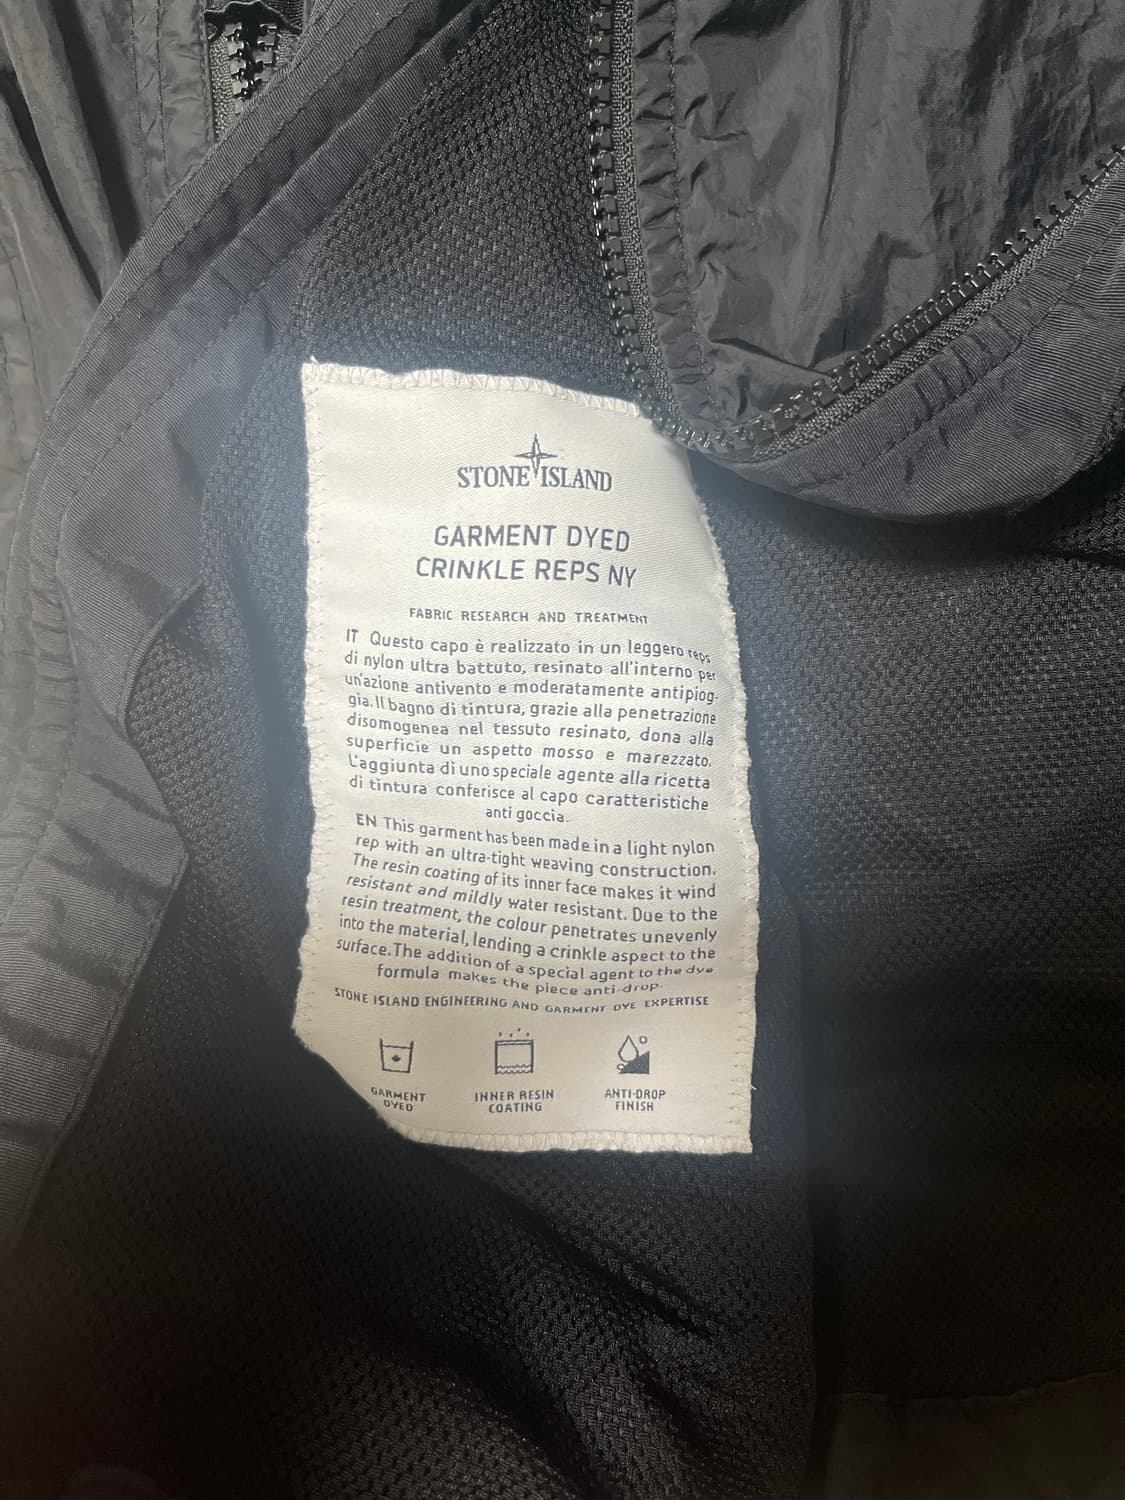 STONE ISLAND
GARMENT DYED
CRINKLE REPS NY
FABRIC RESEARCH AND TREATMENT
IT Questo capo è realizzato in un leggero reps
di nylon ultra battuto, resinato all'interno per
un'azione antivento e moderatamente antipiog-
gia. Il bagno di tintura, grazie alla penetrazione
disomogenea nel tessuto resinato, dona alla
superficie un aspetto mosso e marezzato.
L'aggiunta di uno speciale agente alla ricetta
di tintura conferisce al capo caratteristiche
anti goccia.
EN This garment has been made in a light nylon
rep with an ultra-tight weaving construction.
The resin coating of its inner face makes it wind
resistant and mildly water resistant. Due to the
resin treatment, the colour penetrates unevenly
into the material, lending a crinkle aspect to the
surface. The addition of a special agent to the dye
formula makes the piece anti-drop.
STONE ISLAND ENGINEERING AND GARMENT DYE EXPERTISE
GARMENT DYED
INNER RESIN COATING
ANTI-DROP FINISH